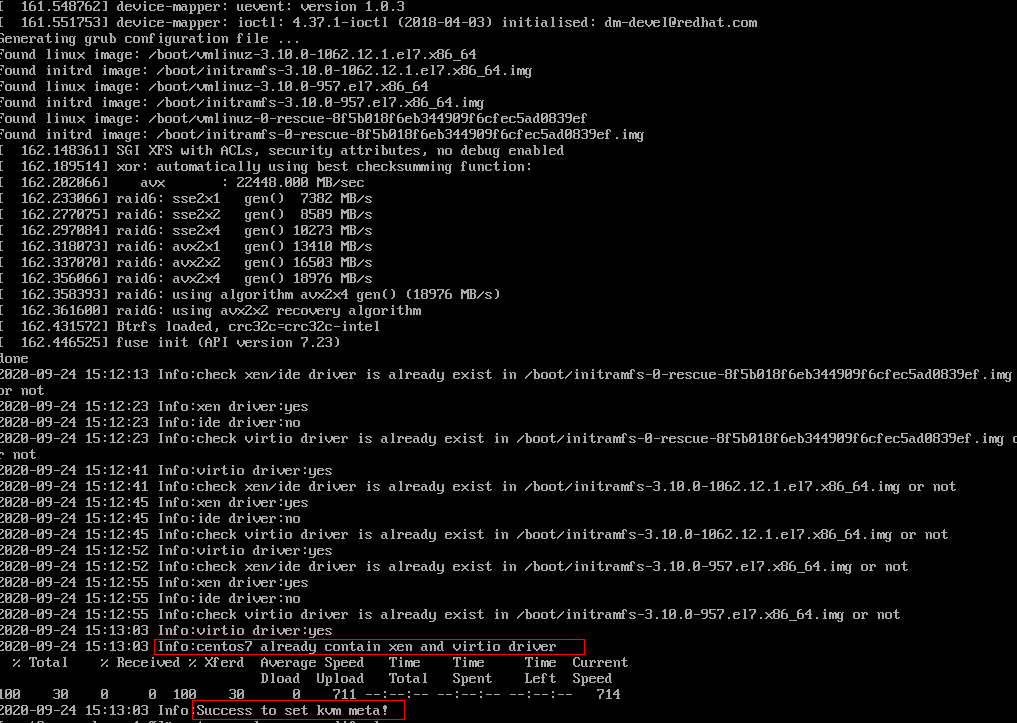 [  161.548762] device-mapper: uevent: version 1.0.3
[  161.551753] device-mapper: ioctl: 4.37.1-ioctl (2018-04-03) initialised: dm-devel@redhat.com
Generating grub configuration file ...
Found linux image: /boot/vmlinuz-3.10.0-1062.12.1.el7.x86_64
Found initrd image: /boot/initramfs-3.10.0-1062.12.1.el7.x86_64.img
Found linux image: /boot/vmlinuz-3.10.0-957.el7.x86_64
Found initrd image: /boot/initramfs-3.10.0-957.el7.x86_64.img
Found linux image: /boot/vmlinuz-0-rescue-8f5b018f6eb344909f6cfec5ad0839ef
Found initrd image: /boot/initramfs-0-rescue-8f5b018f6eb344909f6cfec5ad0839ef.img
[  162.148361] SGI XFS with ACLs, security attributes, no debug enabled
[  162.189514] xor: automatically using best checksumming function:
[  162.202066]    avx       : 22448.000 MB/sec
[  162.233066] raid6: sse2x1   gen()  7382 MB/s
[  162.277075] raid6: sse2x2   gen()  8589 MB/s
[  162.297084] raid6: sse2x4   gen() 10273 MB/s
[  162.318073] raid6: avx2x1   gen() 13410 MB/s
[  162.337070] raid6: avx2x2   gen() 16503 MB/s
[  162.356066] raid6: avx2x4   gen() 18976 MB/s
[  162.358393] raid6: using algorithm avx2x4 gen() (18976 MB/s)
[  162.361600] raid6: using avx2x2 recovery algorithm
[  162.431572] Btrfs loaded, crc32c=crc32c-intel
[  162.446525] fuse init (API version 7.23)
done
2020-09-24 15:12:13 Info:check xen/ide driver is already exist in /boot/initramfs-0-rescue-8f5b018f6eb344909f6cfec5ad0839ef.img
or not
2020-09-24 15:12:23 Info:xen driver:yes
2020-09-24 15:12:23 Info:ide driver:no
2020-09-24 15:12:23 Info:check virtio driver is already exist in /boot/initramfs-0-rescue-8f5b018f6eb344909f6cfec5ad0839ef.img o
r not
2020-09-24 15:12:41 Info:virtio driver:yes
2020-09-24 15:12:41 Info:check xen/ide driver is already exist in /boot/initramfs-3.10.0-1062.12.1.el7.x86_64.img or not
2020-09-24 15:12:45 Info:xen driver:yes
2020-09-24 15:12:45 Info:ide driver:no
2020-09-24 15:12:45 Info:check virtio driver is already exist in /boot/initramfs-3.10.0-1062.12.1.el7.x86_64.img or not
2020-09-24 15:12:52 Info:virtio driver:yes
2020-09-24 15:12:52 Info:check xen/ide driver is already exist in /boot/initramfs-3.10.0-957.el7.x86_64.img or not
2020-09-24 15:12:55 Info:xen driver:yes
2020-09-24 15:12:55 Info:ide driver:no
2020-09-24 15:12:55 Info:check virtio driver is already exist in /boot/initramfs-3.10.0-957.el7.x86_64.img or not
2020-09-24 15:13:03 Info:virtio driver:yes
2020-09-24 15:13:03 Info:centos7 already contain xen and virtio driver
  % Total    % Received % Xferd  Average Speed   Time    Time     Time  Current
                                 Dload  Upload   Total   Spent    Left  Speed
100    30    0     0  100    30      0    711 --:--:-- --:--:-- --:--:--   714
2020-09-24 15:13:03 Info:Success to set kvm meta!